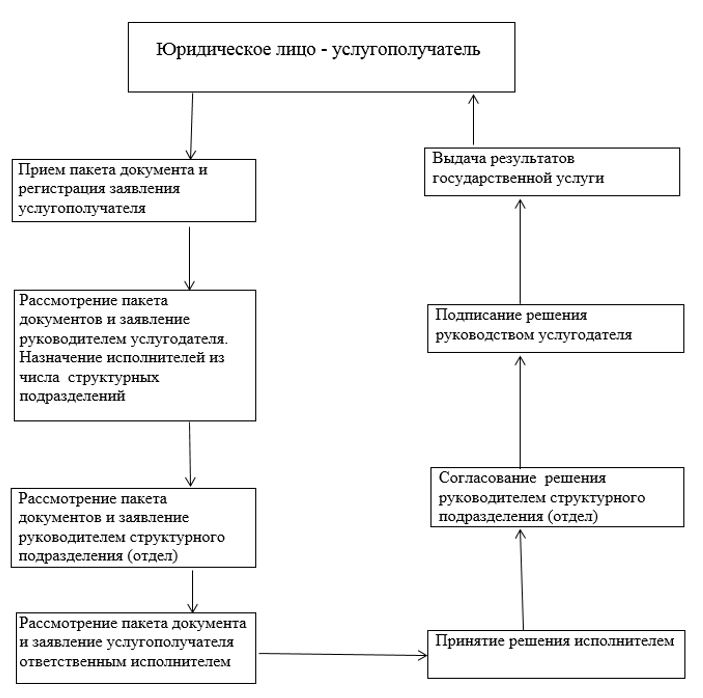 Юридическое лицо - услугополучатель
Прием пакета документа и
регистрация заявления
услугополучателя
Рассмотрение пакета
документов и заявление
руководителем услугодателя.
Назначение исполнителей из
числа структурных
подразделений
Рассмотрение пакета
документов и заявление
руководителем структурного
подразделения (отдел)
Рассмотрение пакета документа
и заявление услугополучателя
ответственным исполнителем
Принятие решения исполнителем
Согласование решения
руководителем структурного
подразделения (отдел)
Подписание решения
руководством услугодателя
Выдача результатов
государственной услуги